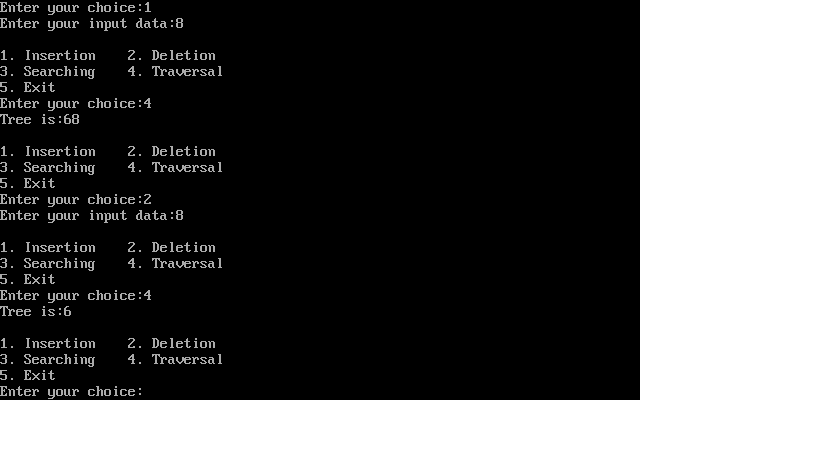 Enter your choice:1
Enter your input data:8
1. Insertion    2. Deletion
3. Searching    4. Traversal
5. Exit
Enter your choice:4
Tree is:68
1. Insertion    2. Deletion
3. Searching    4. Traversal
5. Exit
Enter your choice:2
Enter your input data:8
1. Insertion    2. Deletion
3. Searching    4. Traversal
5. Exit
Enter your choice:4
Tree is:6
1. Insertion    2. Deletion
3. Searching    4. Traversal
5. Exit
Enter your choice: